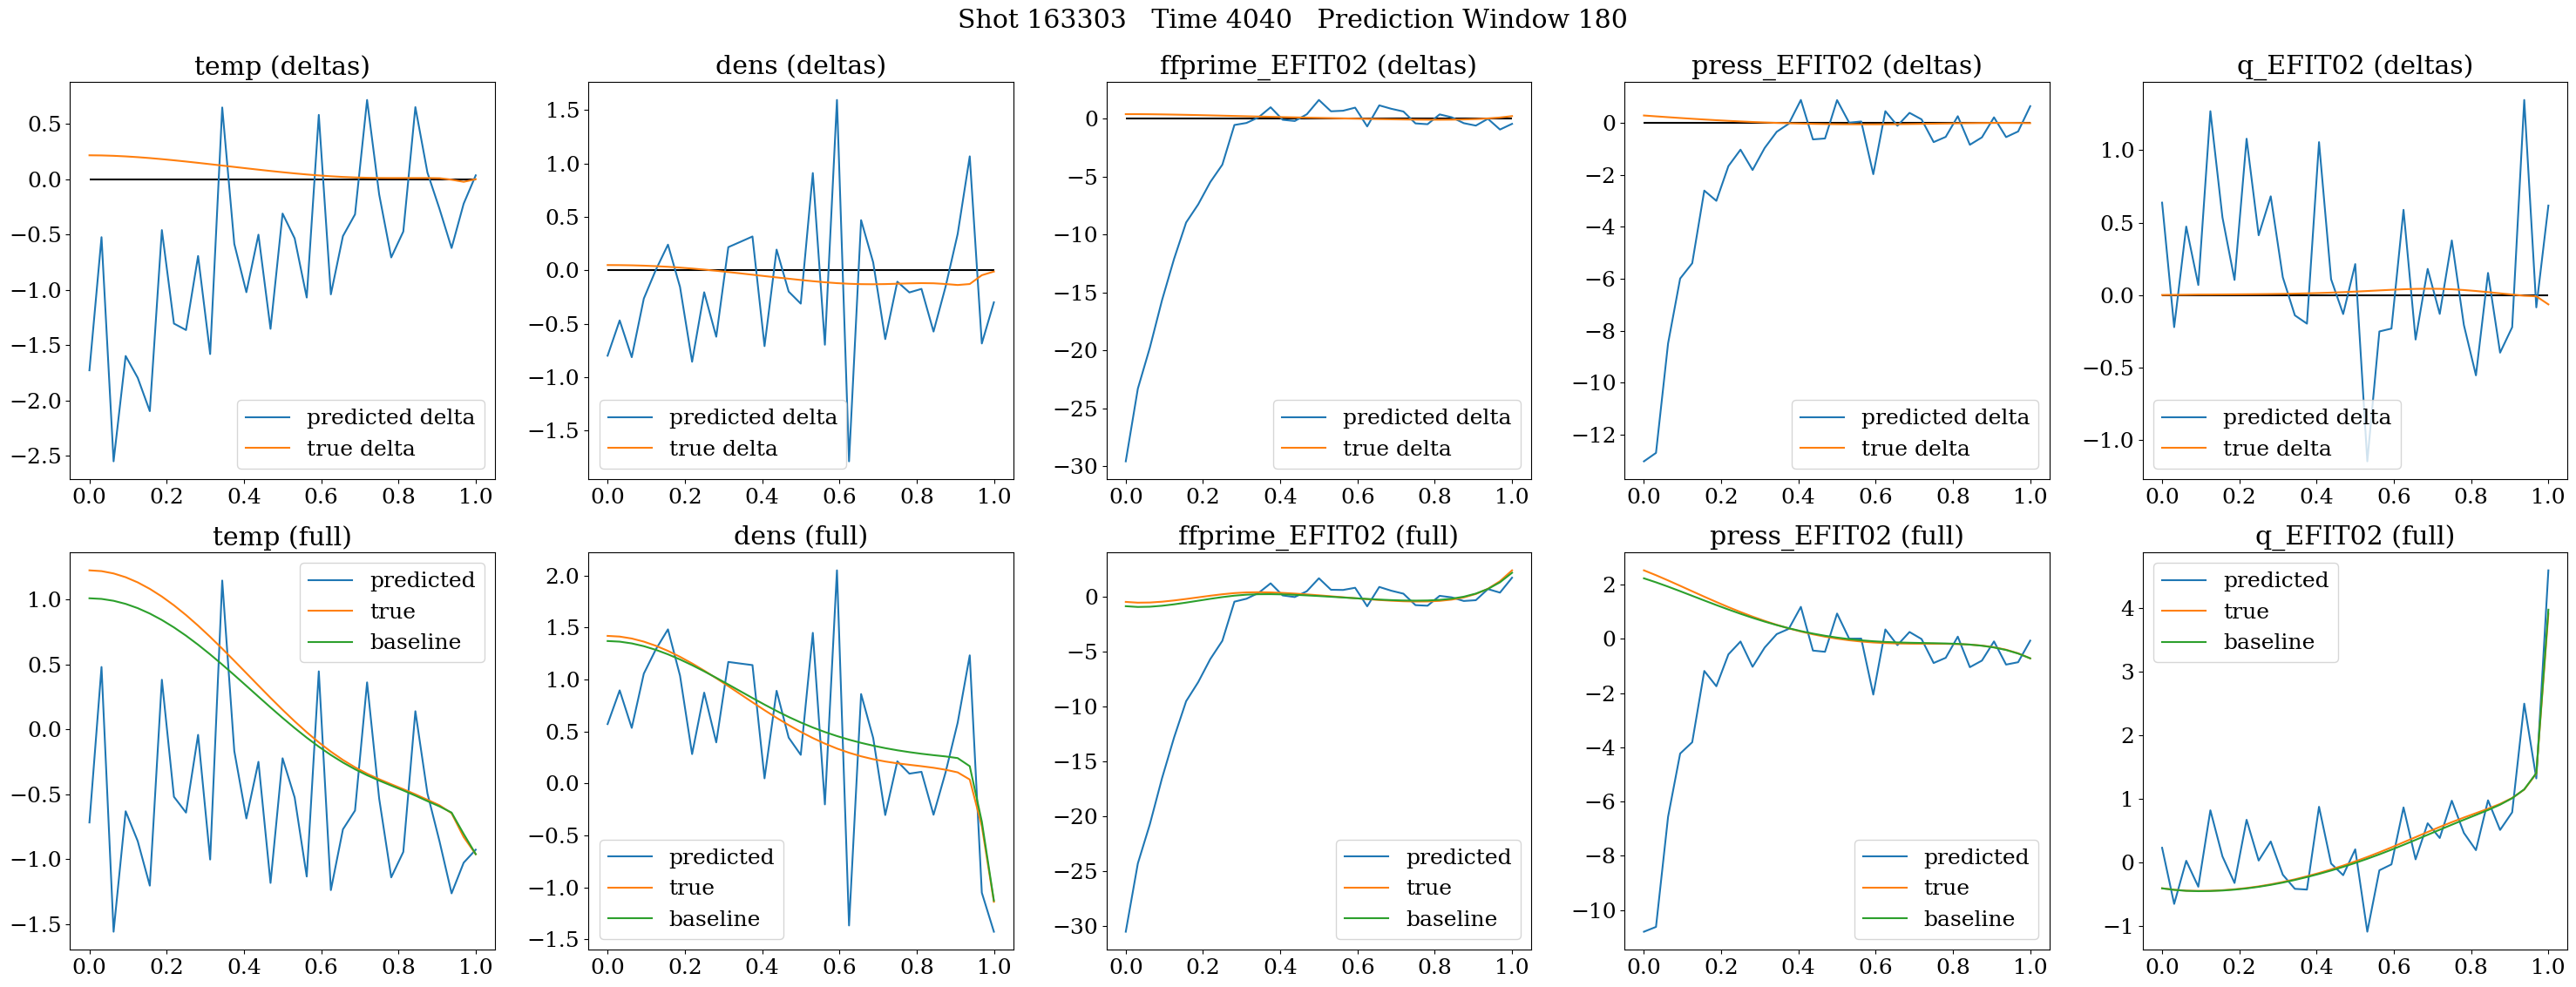 Shot 163303   Time 4040   Prediction Window 180
temp (deltas)
0.5
0.0
−0.5
−1.0
−1.5
−2.0
−2.5
predicted delta
true delta
0.0 0.2 0.4 0.6 0.8 1.0
dens (deltas)
1.5
1.0
0.5
0.0
−0.5
−1.0
−1.5
predicted delta
true delta
0.0 0.2 0.4 0.6 0.8 1.0
ffprime_EFIT02 (deltas)
0
−5
−10
−15
−20
−25
−30
predicted delta
true delta
0.0 0.2 0.4 0.6 0.8 1.0
press_EFIT02 (deltas)
0
−2
−4
−6
−8
−10
−12
predicted delta
true delta
0.0 0.2 0.4 0.6 0.8 1.0
q_EFIT02 (deltas)
1.0
0.5
0.0
−0.5
−1.0
predicted delta
true delta
0.0 0.2 0.4 0.6 0.8 1.0
temp (full)
1.0
0.5
0.0
−0.5
−1.0
−1.5
predicted
true
baseline
0.0 0.2 0.4 0.6 0.8 1.0
dens (full)
2.0
1.5
1.0
0.5
0.0
−0.5
−1.0
−1.5
predicted
true
baseline
0.0 0.2 0.4 0.6 0.8 1.0
ffprime_EFIT02 (full)
0
−5
−10
−15
−20
−25
−30
predicted
true
baseline
0.0 0.2 0.4 0.6 0.8 1.0
press_EFIT02 (full)
2
0
−2
−4
−6
−8
−10
predicted
true
baseline
0.0 0.2 0.4 0.6 0.8 1.0
q_EFIT02 (full)
4
3
2
1
0
−1
predicted
true
baseline
0.0 0.2 0.4 0.6 0.8 1.0